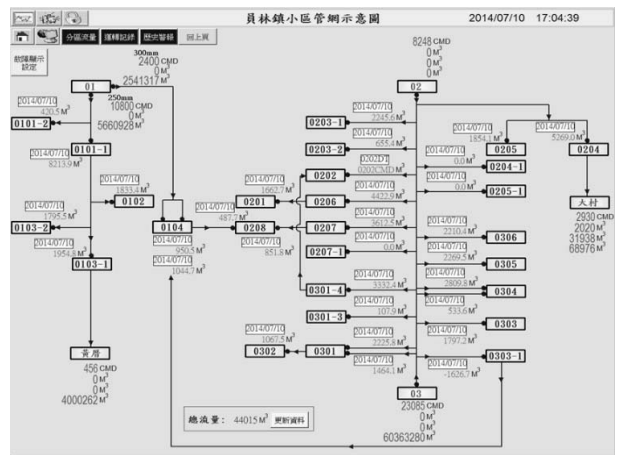 員林鎮小區管網示意圖
2014/07/10 17:04:39
分區流量
運轉記錄
歷史警報
回上頁
故障顯示
設定
300mm
2400 CMD
0 M³
2541317 M³
01
250mm
10800 CMD
0 M³
5660928 M³
2014/07/10
420.5 M³
0101-2
0101-1
2014/07/10
8213.9 M³
2014/07/10
1833.4 M³
0102
2014/07/10
1795.5 M³
0103-2
2014/07/10
1954.8 M³
0103-1
黃厝
456 CMD
0 M³
0 M³
4000262 M³
0104
2014/07/10
950.5 M³
2014/07/10
1044.7 M³
2014/07/10
1662.7 M³
0201
2014/07/10
487.7 M³
0208
2014/07/10
851.8 M³
8248 CMD
0 M³
0 M³
0 M³
02
2014/07/10
2245.6 M³
0203-1
2014/07/10
655.4 M³
0203-2
0202D1
0202CMD M³
0202
2014/07/10
4422.9 M³
0206
2014/07/10
3612.5 M³
0207
2014/07/10
0.0 M³
0207-1
2014/07/10
3332.4 M³
0301-4
2014/07/10
107.9 M³
0301-3
2014/07/10
2225.8 M³
0301
2014/07/10
1464.1 M³
2014/07/10
1067.5 M³
0302
2014/07/10
1854.1 M³
0205
2014/07/10
5269.0 M³
0204
2014/07/10
0.0 M³
0204-1
2014/07/10
0.0 M³
0205-1
大村
2930 CMD
2020 M³
31938 M³
68976 M³
2014/07/10
2210.4 M³
0306
2014/07/10
2269.5 M³
0305
2014/07/10
2809.8 M³
0304
2014/07/10
533.6 M³
2014/07/10
1797.2 M³
0303
2014/07/10
-1626.7 M³
0303-1
03
23085 CMD
0 M³
0 M³
60363280 M³
總流量: 44015 M³ 更新資料